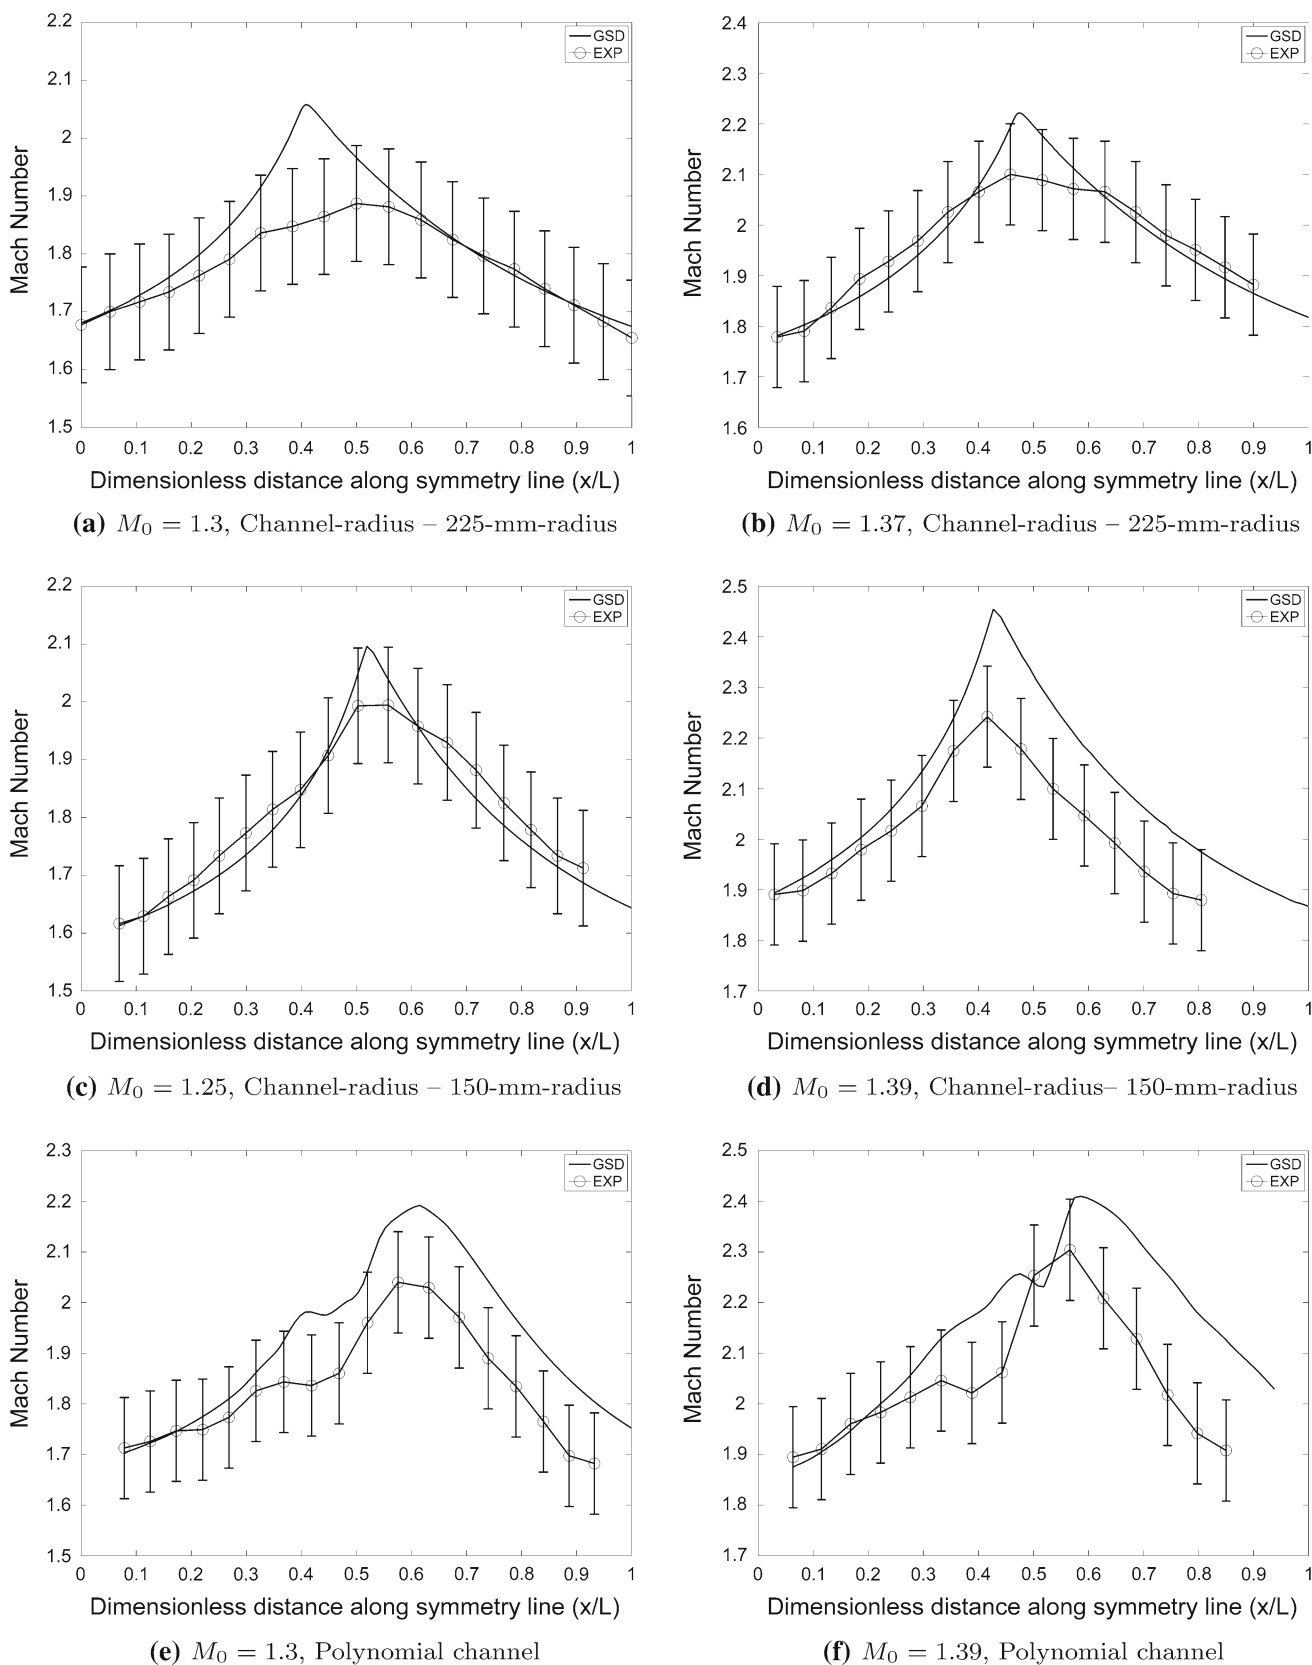 2.2
2.1
2
1.9
1.8
1.7
1.6
1.5
Mach Number
GSD
EXP
0 0.1 0.2 0.3 0.4 0.5 0.6 0.7 0.8 0.9 1
Dimensionless distance along symmetry line (x/L)
(a) M₀ = 1.3, Channel-radius – 225-mm-radius
2.4
2.3
2.2
2.1
2
1.9
1.8
1.7
1.6
Mach Number
GSD
EXP
0 0.1 0.2 0.3 0.4 0.5 0.6 0.7 0.8 0.9 1
Dimensionless distance along symmetry line (x/L)
(b) M₀ = 1.37, Channel-radius – 225-mm-radius
2.2
2.1
2
1.9
1.8
1.7
1.6
1.5
Mach Number
GSD
EXP
0 0.1 0.2 0.3 0.4 0.5 0.6 0.7 0.8 0.9 1
Dimensionless distance along symmetry line (x/L)
(c) M₀ = 1.25, Channel-radius – 150-mm-radius
2.5
2.4
2.3
2.2
2.1
2
1.9
1.8
1.7
Mach Number
GSD
EXP
0 0.1 0.2 0.3 0.4 0.5 0.6 0.7 0.8 0.9 1
Dimensionless distance along symmetry line (x/L)
(d) M₀ = 1.39, Channel-radius– 150-mm-radius
2.3
2.2
2.1
2
1.9
1.8
1.7
1.6
1.5
Mach Number
GSD
EXP
0 0.1 0.2 0.3 0.4 0.5 0.6 0.7 0.8 0.9 1
Dimensionless distance along symmetry line (x/L)
(e) M₀ = 1.3, Polynomial channel
2.5
2.4
2.3
2.2
2.1
2
1.9
1.8
1.7
Mach Number
GSD
EXP
0 0.1 0.2 0.3 0.4 0.5 0.6 0.7 0.8 0.9 1
Dimensionless distance along symmetry line (x/L)
(f) M₀ = 1.39, Polynomial channel